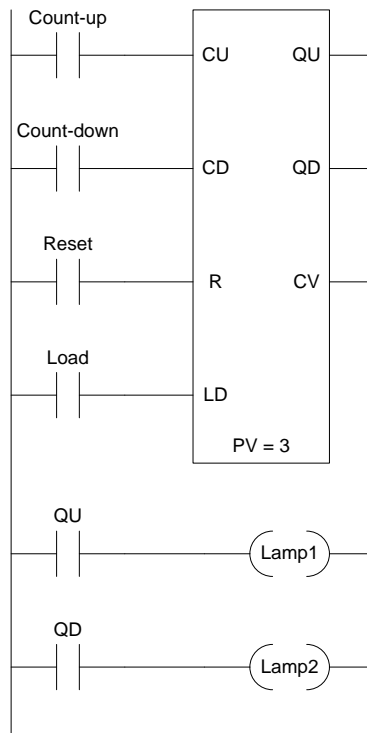 Count-up
CU QU
Count-down
CD QD
Reset
R CV
Load
LD
PV = 3
QU
Lamp1
QD
Lamp2